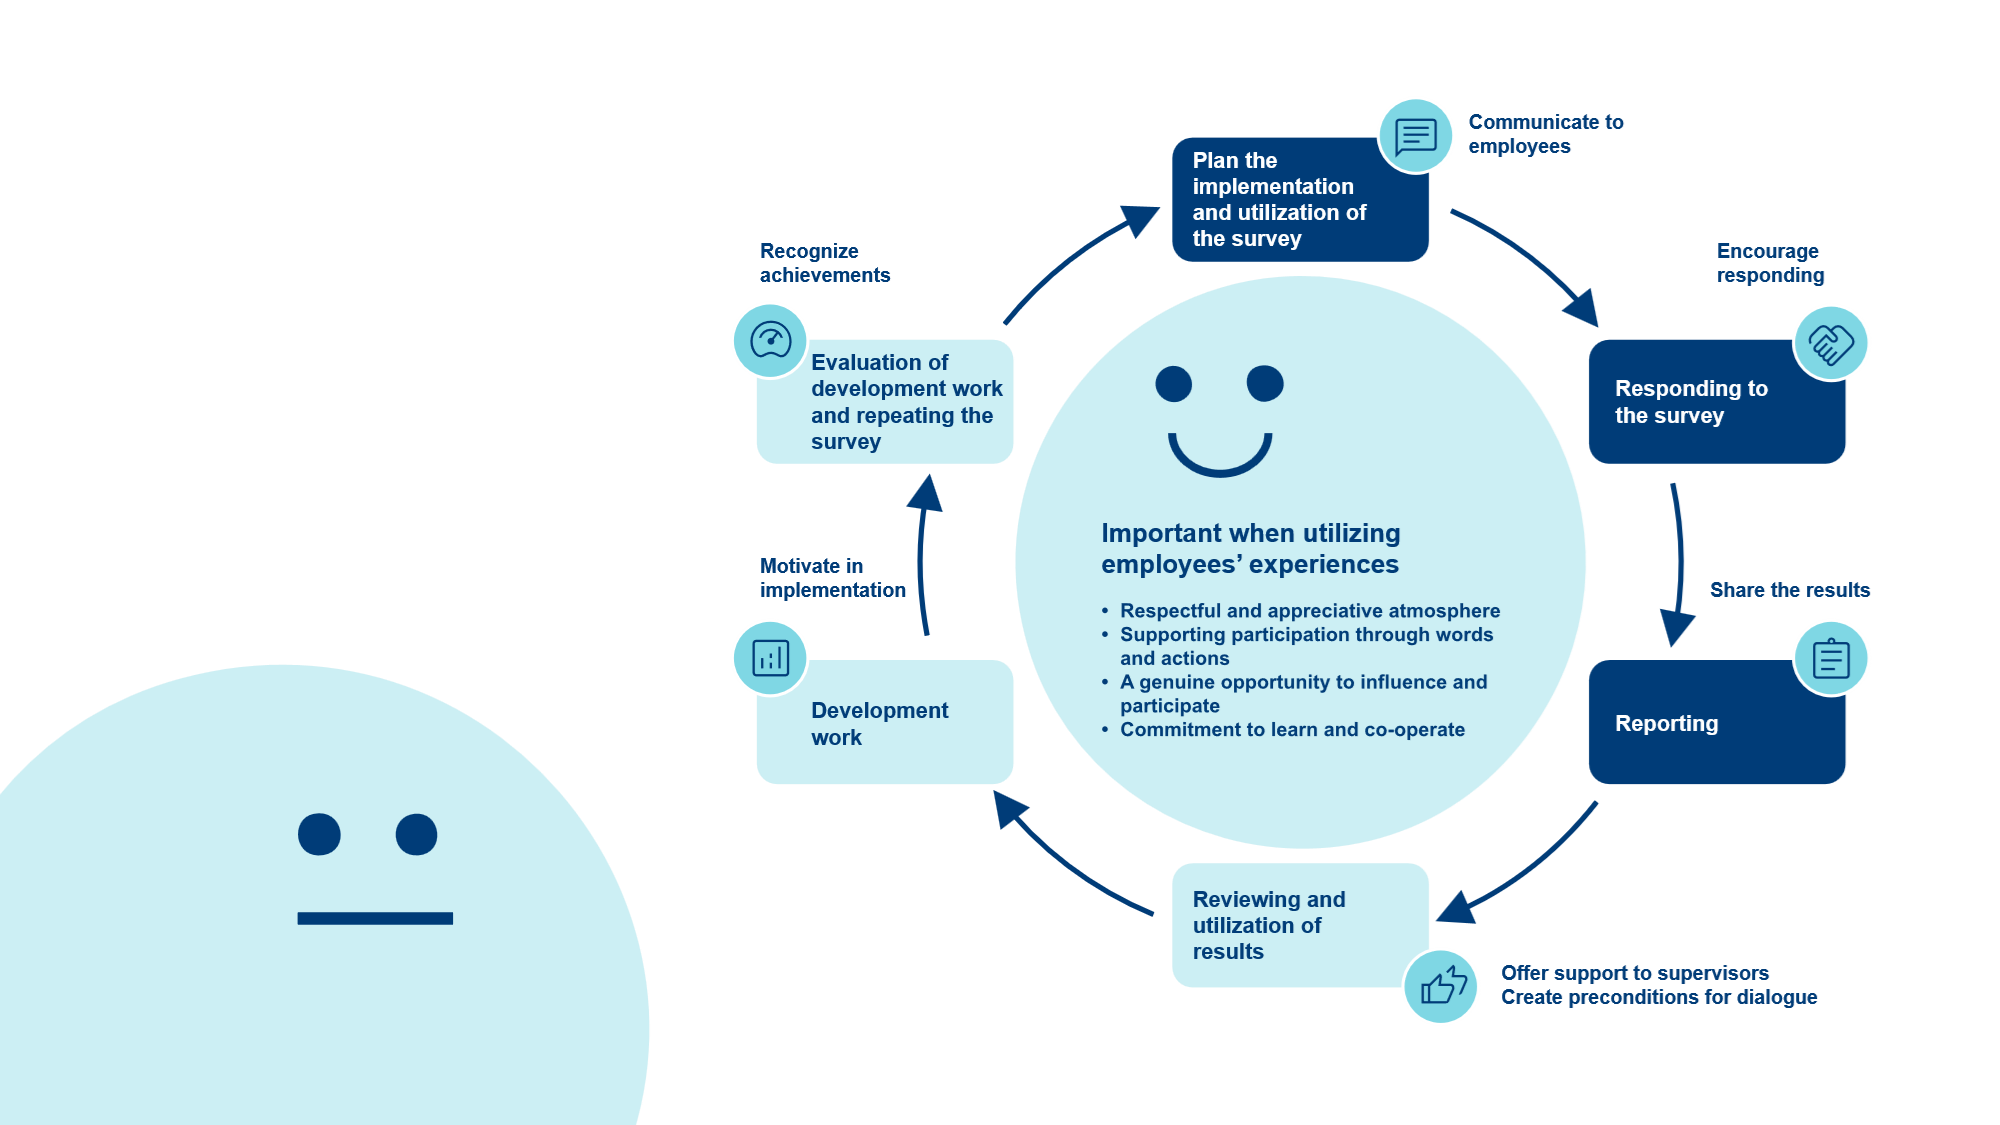 Communicate to
employees
Plan the
implementation
and utilization of
the survey
Encourage
responding
Responding to
the survey
Share the results
Reporting
Offer support to supervisors
Create preconditions for dialogue
Reviewing and
utilization of
results
Motivate in
implementation
Development
work
Recognize
achievements
Evaluation of
development work
and repeating the
survey
Important when utilizing
employees’ experiences
• Respectful and appreciative atmosphere
• Supporting participation through words
and actions
• A genuine opportunity to influence and
participate
• Commitment to learn and co-operate